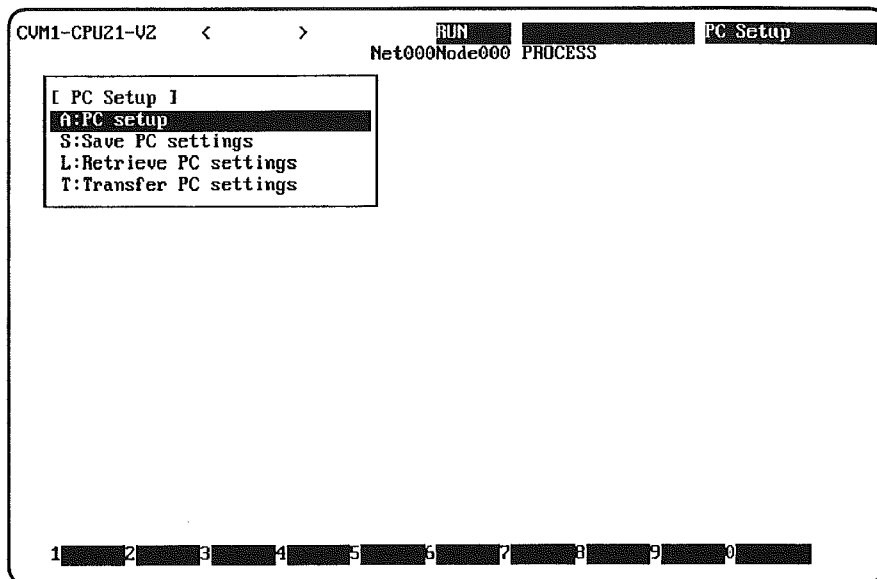 CVM1-CPU21-V2 < > RUN PC Setup
Net000Node000 PROCESS
[ PC Setup ]
A:PC setup
S:Save PC settings
L:Retrieve PC settings
T:Transfer PC settings
1 2 3 4 5 6 7 8 9 0